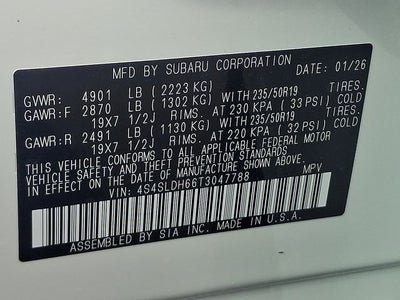 MFD BY SUBARU CORPORATION DATE: 01/26
GVWR: 4901 LB (2223 KG)
GAWR:F 2870 LB (1302 KG) WITH 235/50R19 TIRES.
19X7 1/2J RIMS. AT 230 KPA (33 PSI) COLD
GAWR:R 2491 LB (1130 KG) WITH 235/50R19 TIRES.
19X7 1/2J RIMS. AT 220 KPA (32 PSI) COLD
THIS VEHICLE CONFORMS TO ALL APPLICABLE FEDERAL MOTOR
VEHICLE SAFETY AND THEFT PREVENTION STANDARDS IN EFFECT
ON THE DATE OF MANUFACTURE SHOWN ABOVE.
VIN: 4S4SLDH66T3047788 MPV
ASSEMBLED BY SIA INC. MADE IN U.S.A.